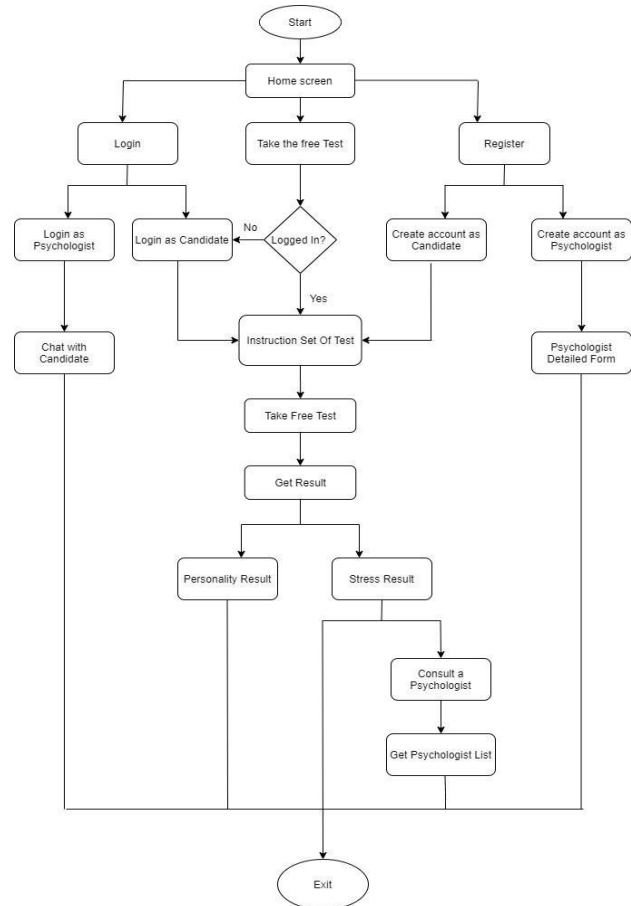 Start
Home screen
Login
Take the free Test
Register
Login as
Psychologist
Login as Candidate
No
Logged In?
Create account as
Candidate
Create account as
Psychologist
Yes
Chat with
Candidate
Instruction Set Of Test
Psychologist
Detailed Form
Take Free Test
Get Result
Personality Result
Stress Result
Consult a
Psychologist
Get Psychologist List
Exit